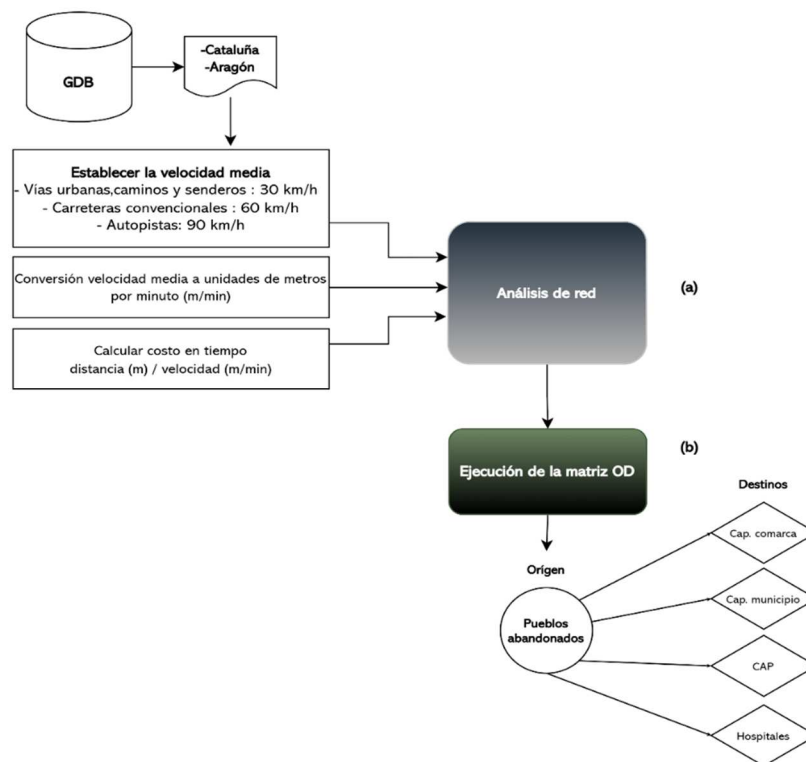 GDB
-Cataluña
-Aragón
Establecer la velocidad media
- Vías urbanas,caminos y senderos : 30 km/h
- Carreteras convencionales : 60 km/h
- Autopistas: 90 km/h
Conversión velocidad media a unidades de metros
por minuto (m/min)
Calcular costo en tiempo
distancia (m) / velocidad (m/min)
Análisis de red
(a)
Ejecución de la matriz OD
(b)
Destinos
Cap. comarca
Orígen
Cap. municipio
Pueblos
abandonados
CAP
Hospitales